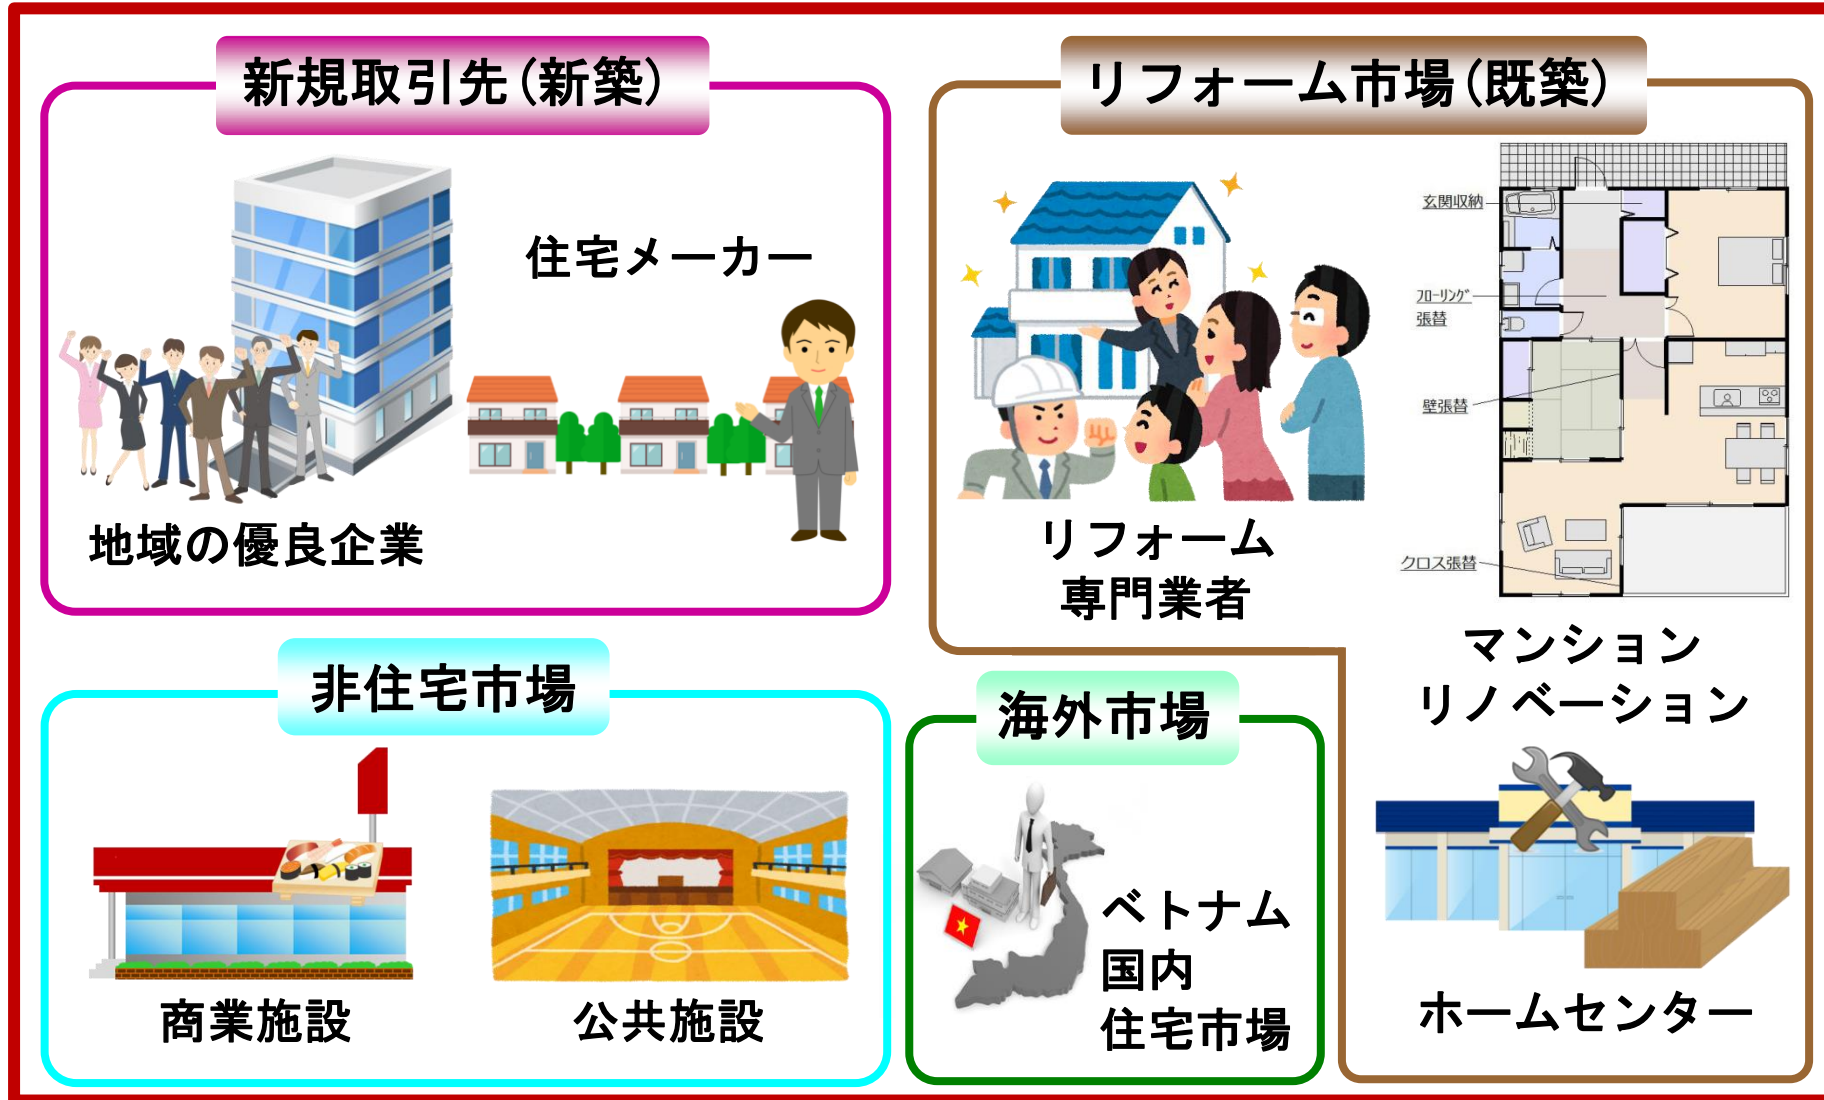 新規取引先(新築)
住宅メーカー
地域の優良企業
リフォーム市場(既築)
玄関収納
フローリング
張替
壁張替
クロス張替
リフォーム
専門業者
マンション
リノベーション
ホームセンター
非住宅市場
商業施設
公共施設
海外市場
ベトナム
国内
住宅市場